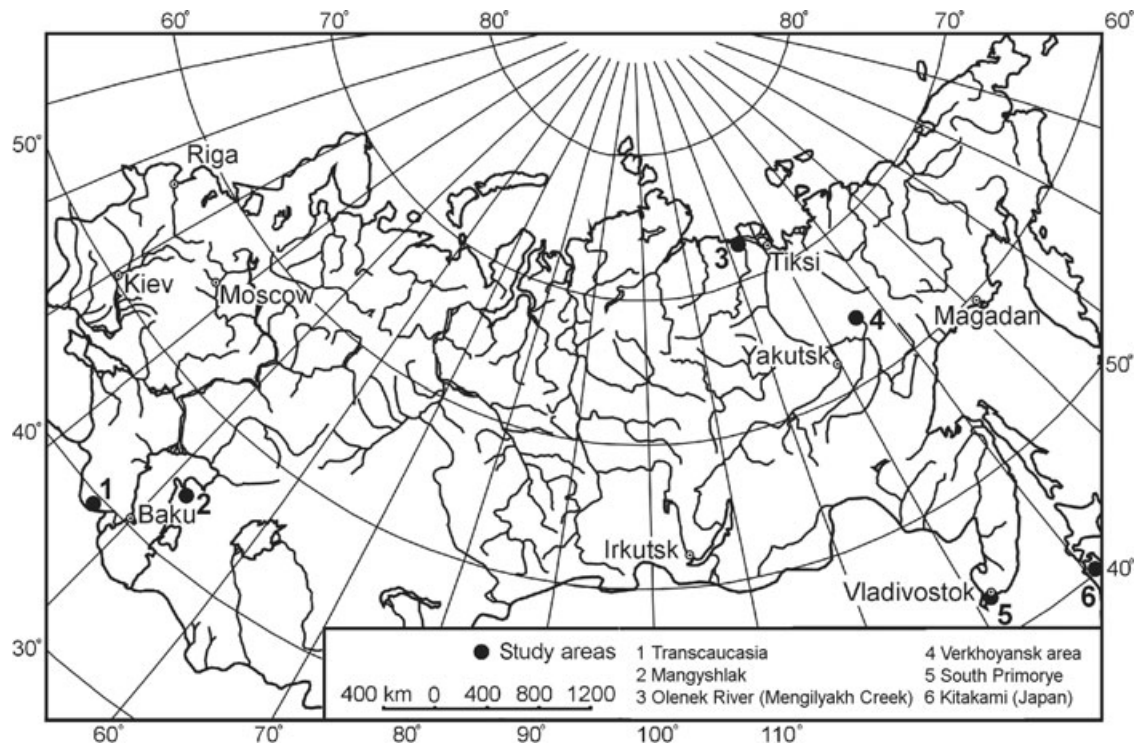 60° 70° 80° 80° 70° 60°
50°
Riga
3
Tiksi
Kiev
Moscow
Magadan
4
Yakutsk
50°
40°
1
2
Baku
Irkutsk
Vladivostok
5
6
40°
30°
Study areas
400 km 0 400 800 1200
1 Transcaucasia
2 Mangyshlak
3 Olenek River (Mengilyakh Creek)
4 Verkhoyansk area
5 South Primorye
6 Kitakami (Japan)
60° 70° 80° 90° 100° 110°